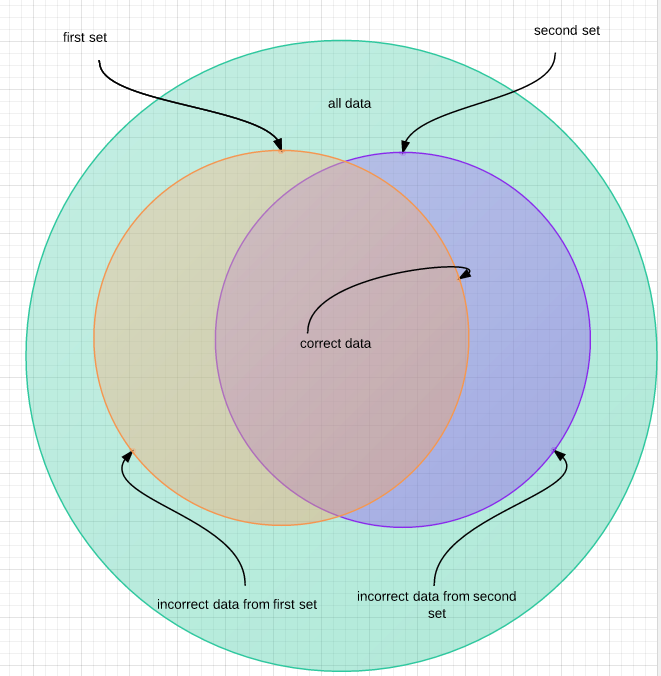 first set
second set
all data
correct data
incorrect data from first set
incorrect data from second
set